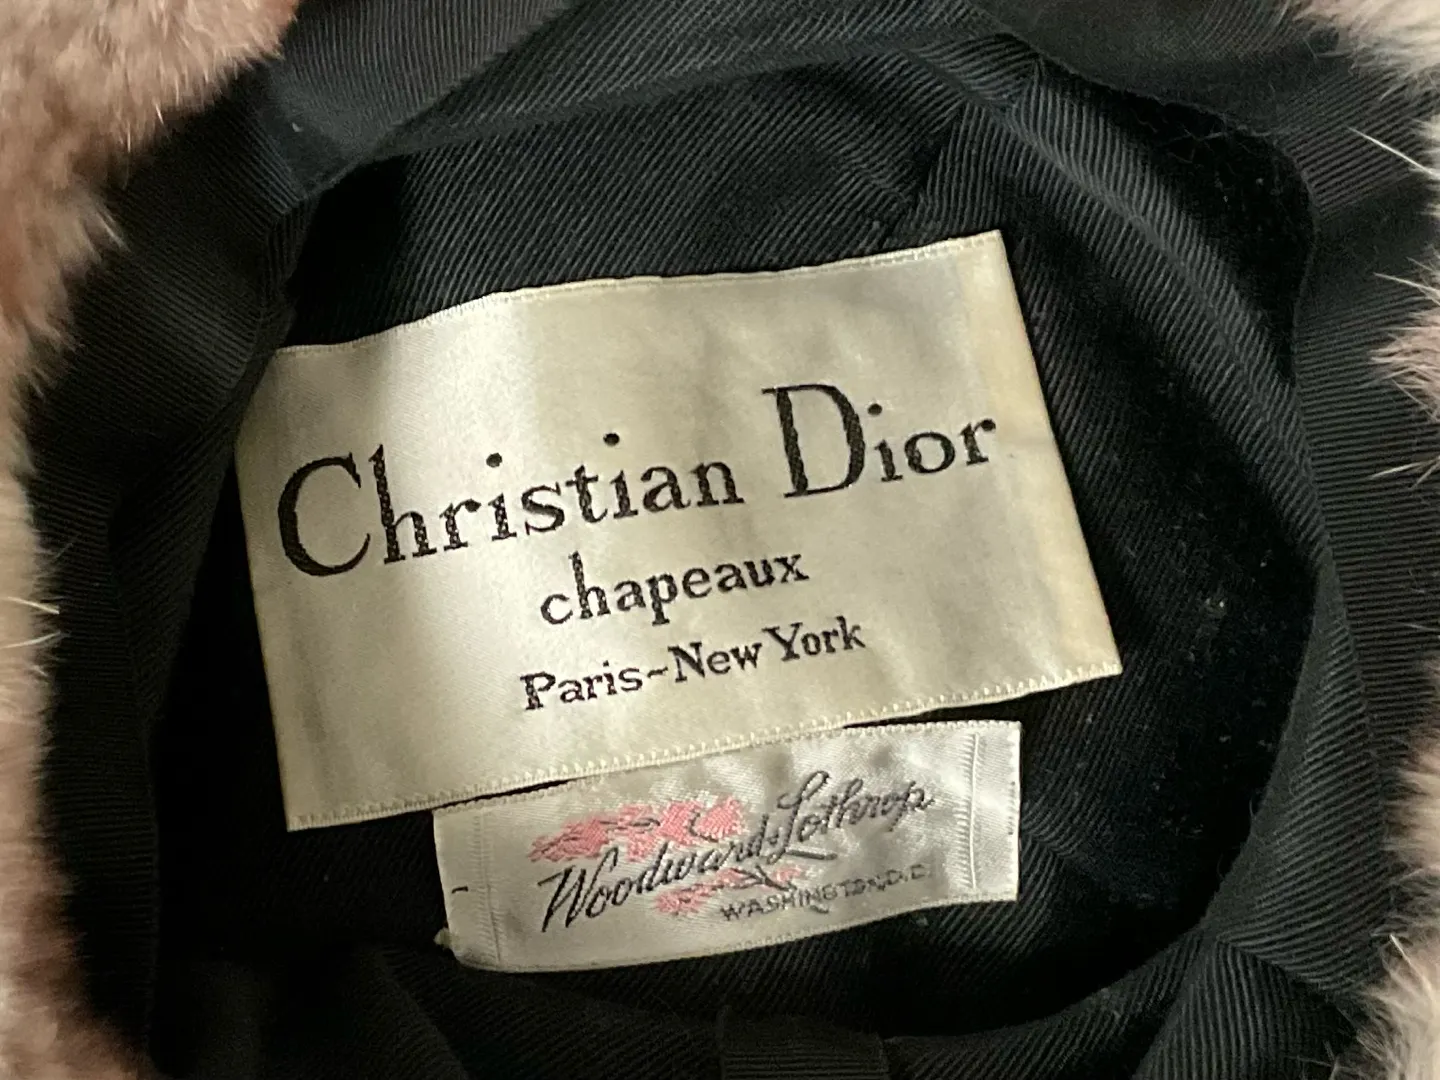 Christian Dior
chapeaux
Paris-New York
Woodward & Lothrop
WASHINGTON, D.C.